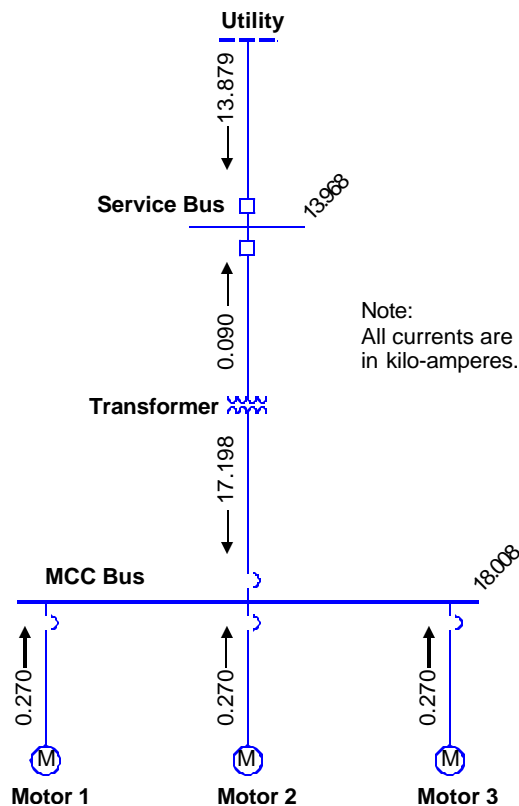 Utility
13.879
Service Bus
13.968
0.090
Note:
All currents are
in kilo-amperes.
Transformer
17.198
MCC Bus
18.008
0.270
0.270
0.270
M
M
M
Motor 1
Motor 2
Motor 3